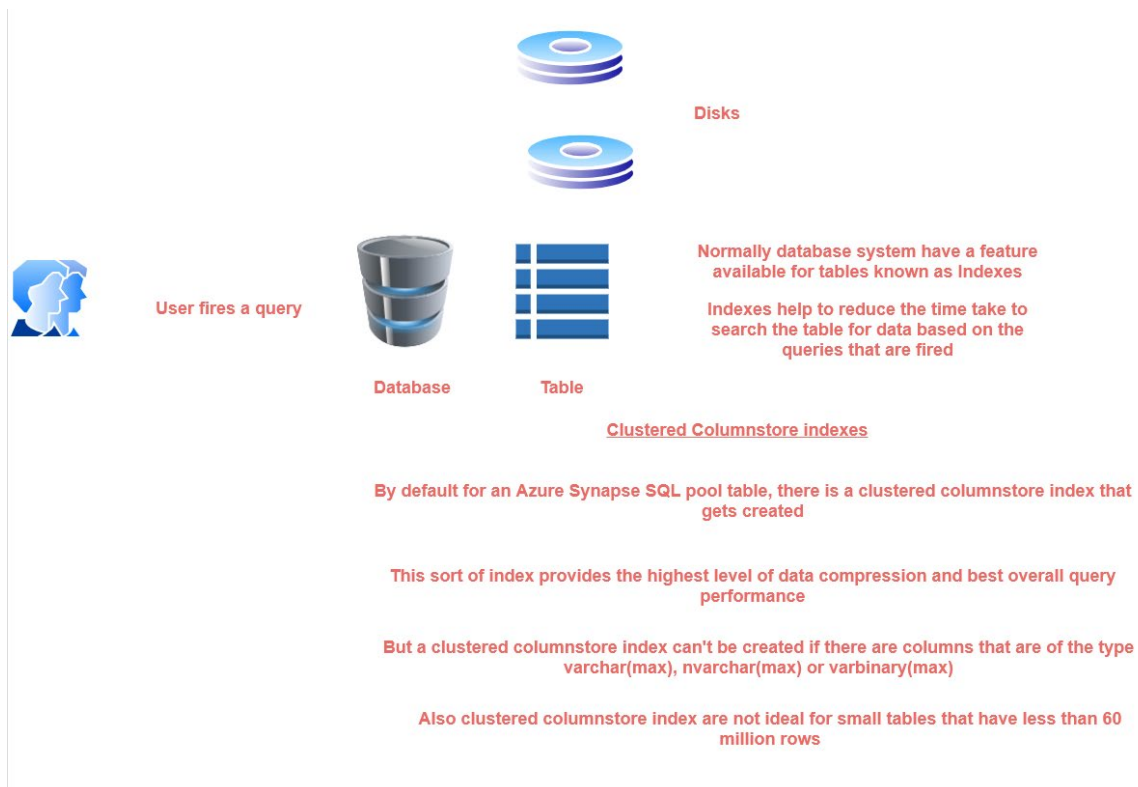 Disks
Normally database system have a feature
available for tables known as Indexes
User fires a query
Indexes help to reduce the time take to
search the table for data based on the
queries that are fired
Database
Table
Clustered Columnstore indexes
By default for an Azure Synapse SQL pool table, there is a clustered columnstore index that
gets created
This sort of index provides the highest level of data compression and best overall query
performance
But a clustered columnstore index can't be created if there are columns that are of the type
varchar(max), nvarchar(max) or varbinary(max)
Also clustered columnstore index are not ideal for small tables that have less than 60
million rows